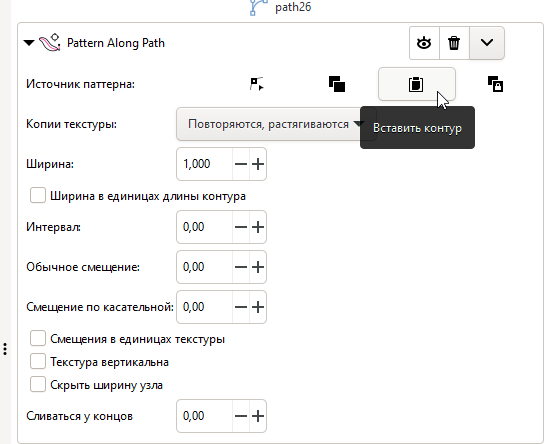 path26
Pattern Along Path
Источник паттерна:
Копии текстуры: Повторяются, растягиваются
Вставить контур
Ширина: 1,000
Ширина в единицах длины контура
Интервал: 0,00
Обычное смещение: 0,00
Смещение по касательной: 0,00
Смещения в единицах текстуры
Текстура вертикальна
Скрыть ширину узла
Сливаться у концов 0,00